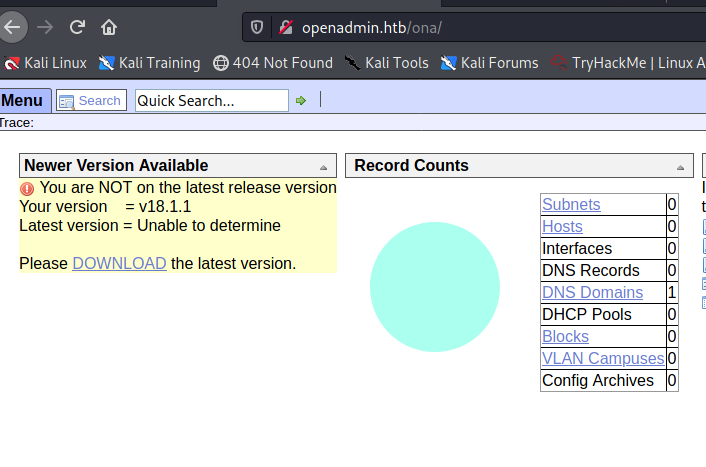 openadmin.htb/ona/
Kali Linux Kali Training 404 Not Found Kali Tools Kali Forums TryHackMe | Linux A
Menu Search Quick Search...
Trace:
Newer Version Available
You are NOT on the latest release version
Your version = v18.1.1
Latest version = Unable to determine
Please DOWNLOAD the latest version.
Record Counts
Subnets 0
Hosts 0
Interfaces 0
DNS Records 0
DNS Domains 1
DHCP Pools 0
Blocks 0
VLAN Campuses 0
Config Archives 0